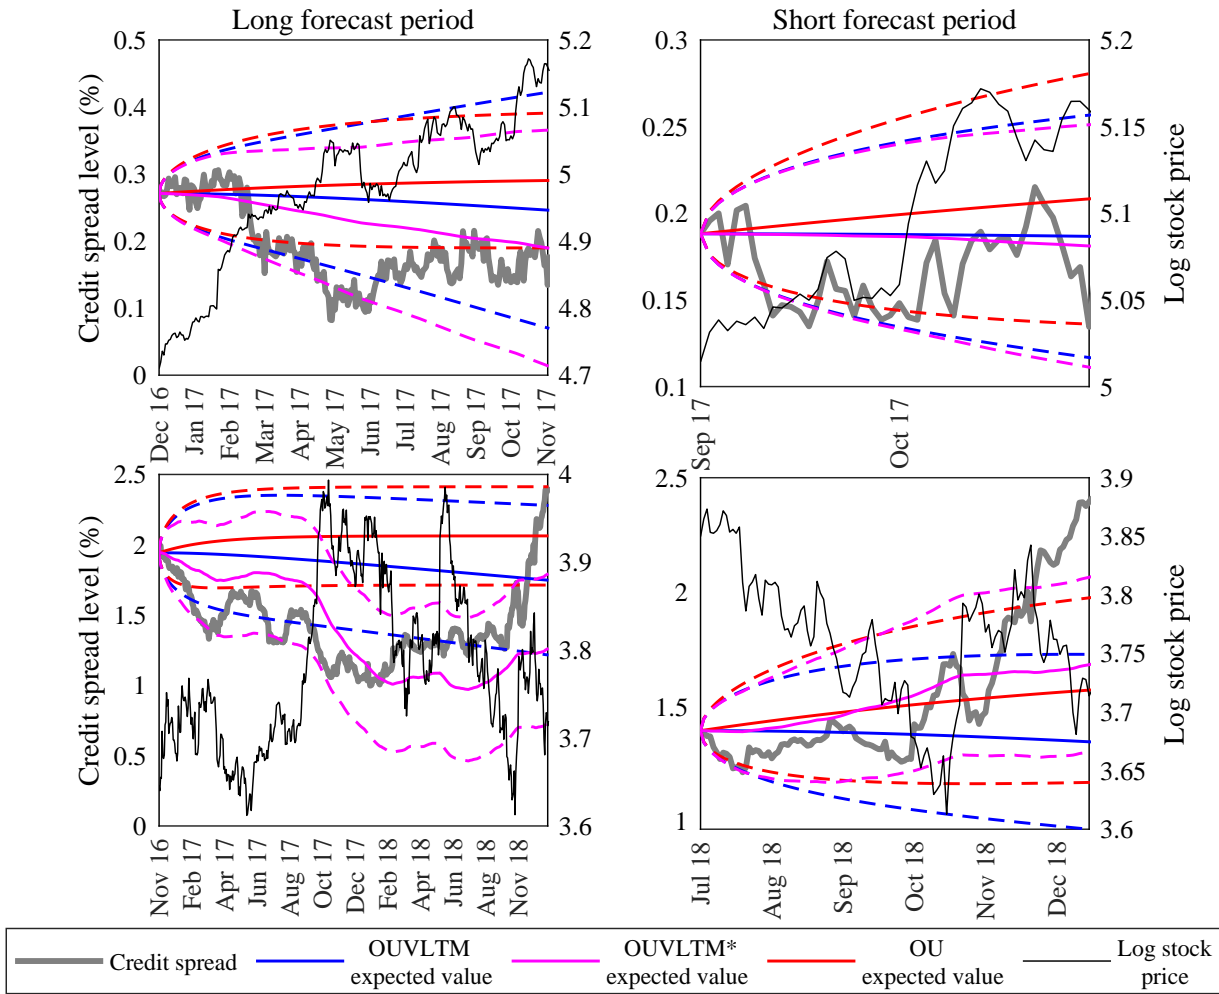 Long forecast period
Short forecast period
Credit spread level (%)
0.5
0.4
0.3
0.2
0.1
0
5.2
5.1
5
4.9
4.8
4.7
Dec 16
Jan 17
Feb 17
Mar 17
Apr 17
May 17
Jun 17
Jul 17
Aug 17
Sep 17
Oct 17
Nov 17
0.3
0.25
0.2
0.15
0.1
5.2
5.15
5.1
5.05
5
Log stock price
Sep 17
Oct 17
Credit spread level (%)
2.5
2
1.5
1
0.5
0
4
3.9
3.8
3.7
3.6
Nov 16
Feb 17
Apr 17
Jun 17
Aug 17
Oct 17
Dec 17
Feb 18
Apr 18
Jun 18
Aug 18
Nov 18
2.5
2
1.5
1
3.9
3.85
3.8
3.75
3.7
3.65
3.6
Log stock price
Jul 18
Aug 18
Sep 18
Oct 18
Nov 18
Dec 18
Credit spread
OUVLTM
expected value
OUVLTM*
expected value
OU
expected value
Log stock
price